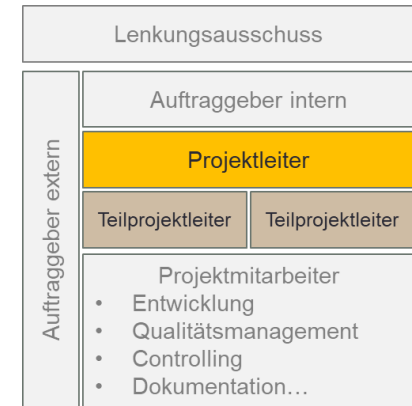 Lenkungsausschuss
Auftraggeber extern
Auftraggeber intern
Projektleiter
Teilprojektleiter
Teilprojektleiter
Projektmitarbeiter
• Entwicklung
• Qualitätsmanagement
• Controlling
• Dokumentation…